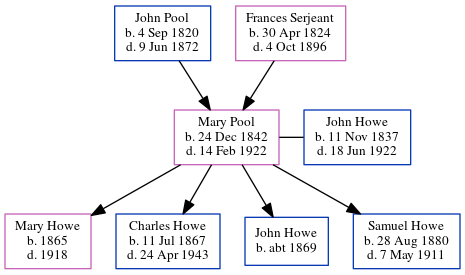 John Pool
b. 4 Sep 1820
d. 9 Jun 1872
Frances Serjeant
b. 30 Apr 1824
d. 4 Oct 1896
Mary Pool
b. 24 Dec 1842
d. 14 Feb 1922
John Howe
b. 11 Nov 1837
d. 18 Jun 1922
Mary Howe
b. 1865
d. 1918
Charles Howe
b. 11 Jul 1867
d. 24 Apr 1943
John Howe
b. abt 1869
Samuel Howe
b. 28 Aug 1880
d. 7 May 1911